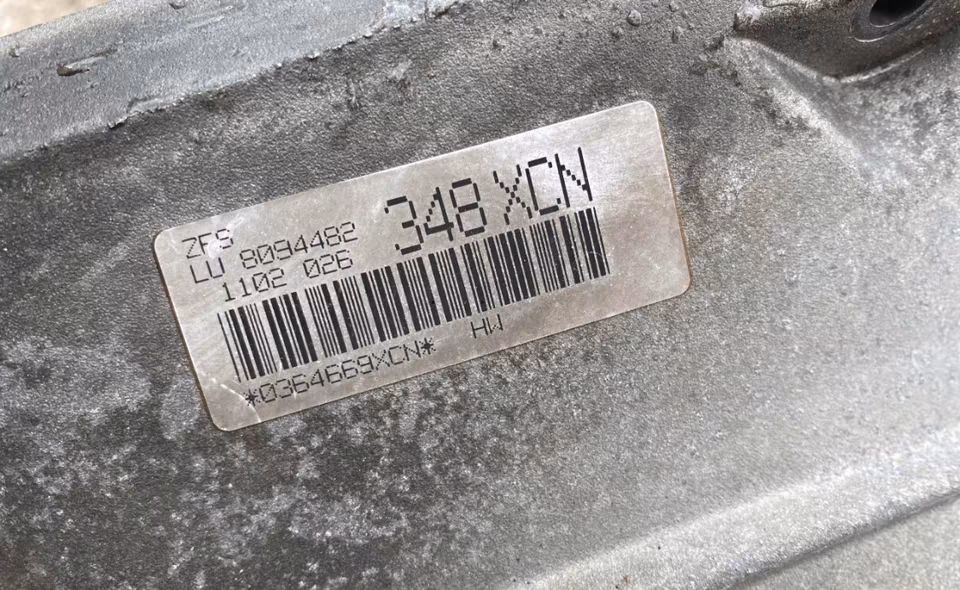 ZFS
LU 8094482
1102 026
348 XCN
*0364669XCN*
HW